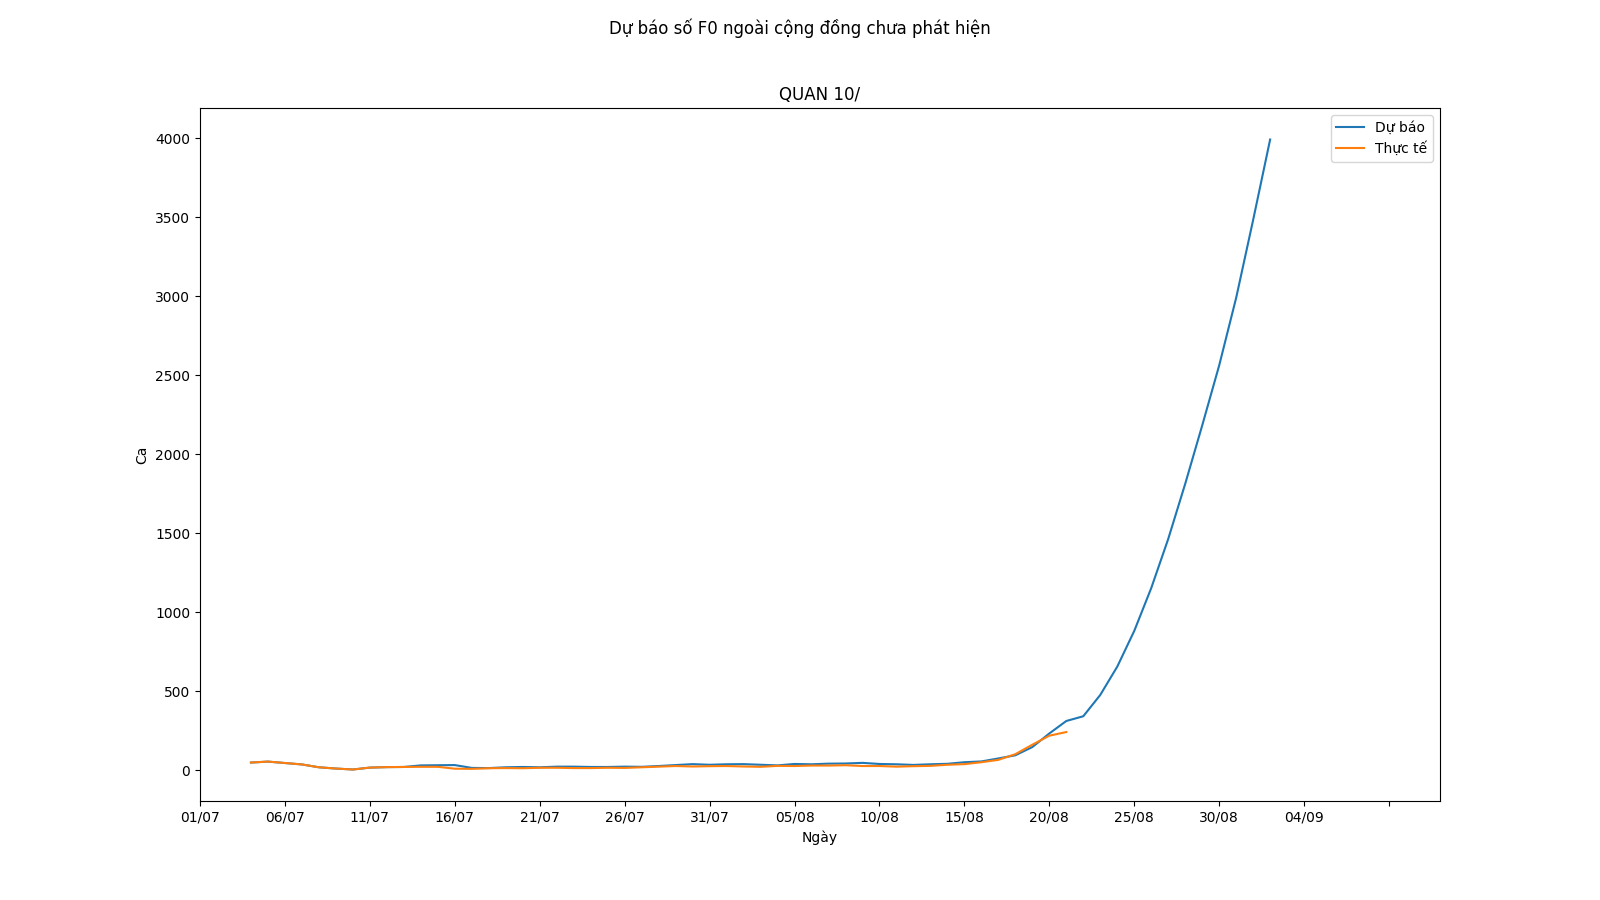 Dự báo số F0 ngoài cộng đồng chưa phát hiện
QUAN 10/
Dự báo
Thực tế
4000
3500
3000
2500
2000
1500
1000
500
0
Ca
01/07 06/07 11/07 16/07 21/07 26/07 31/07 05/08 10/08 15/08 20/08 25/08 30/08 04/09
Ngày